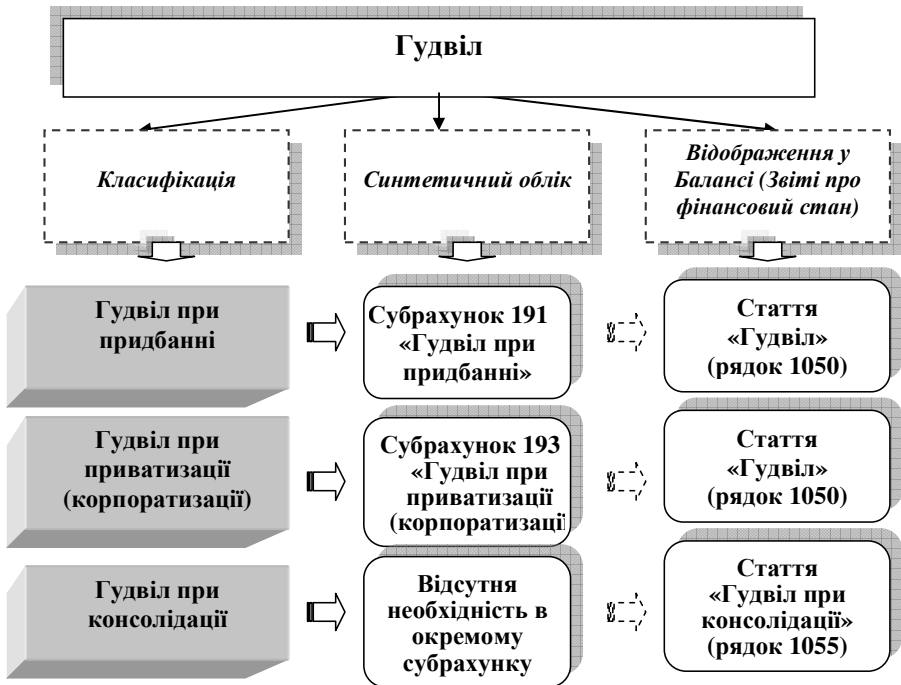 Гудвіл
Класифікація
Синтетичний облік
Відображення у
Балансі (Звіті про
фінансовий стан)
Гудвіл при
придбанні
Субрахунок 191
«Гудвіл при
придбанні»
Стаття
«Гудвіл»
(рядок 1050)
Гудвіл при
приватизації
(корпоратизації)
Субрахунок 193
«Гудвіл при
приватизації
(корпоратизації
Стаття
«Гудвіл»
(рядок 1050)
Гудвіл при
консолідації
Відсутня
необхідність в
окремому
субрахунку
Стаття
«Гудвіл при
консолідації»
(рядок 1055)